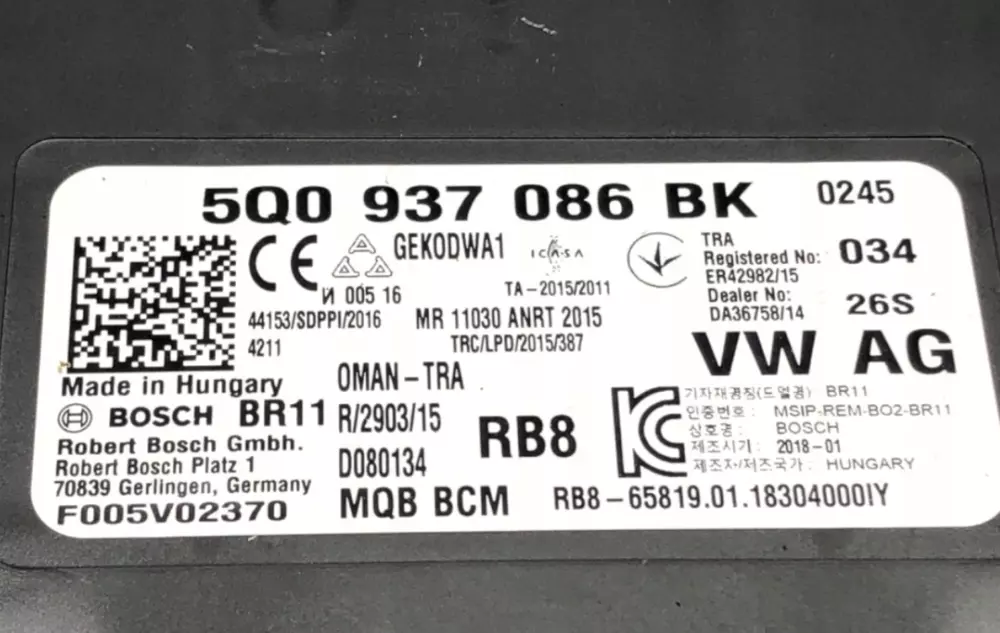 5Q0 937 086 BK 0245
GEKODWA1
ICASA
TRA
Registered No: 034
ER42982/15
Dealer No:
DA36758/14 26S
И 005 16
TA-2015/2011
44153/SDPPI/2016
4211
MR 11030 ANRT 2015
TRC/LPD/2015/387
VW AG
Made in Hungary
BOSCH BR11
Robert Bosch Gmbh.
Robert Bosch Platz 1
70839 Gerlingen, Germany
F005V02370
OMAN-TRA
R/2903/15
D080134
MQB BCM
RB8
기자재명칭(드열넘) BR11
인증번호: MSIP-REM-BO2-BR11
상호명: BOSCH
제조시기: 2018-01
제조자/제조국가: HUNGARY
RB8-65819.01.183040001Y